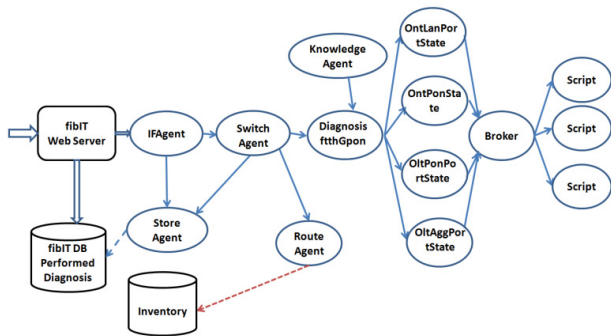 OntLanPor
tState
Knowledge
Agent
OntPonSta
te
Script
fibIT
Web Server
IFAgent
Switch
Agent
Diagnosis
ftthGpon
Broker
Script
OltPonPo
rtState
Script
Store
Agent
Route
Agent
OltAggPor
tState
fibIT DB
Performed
Diagnosis
Inventory